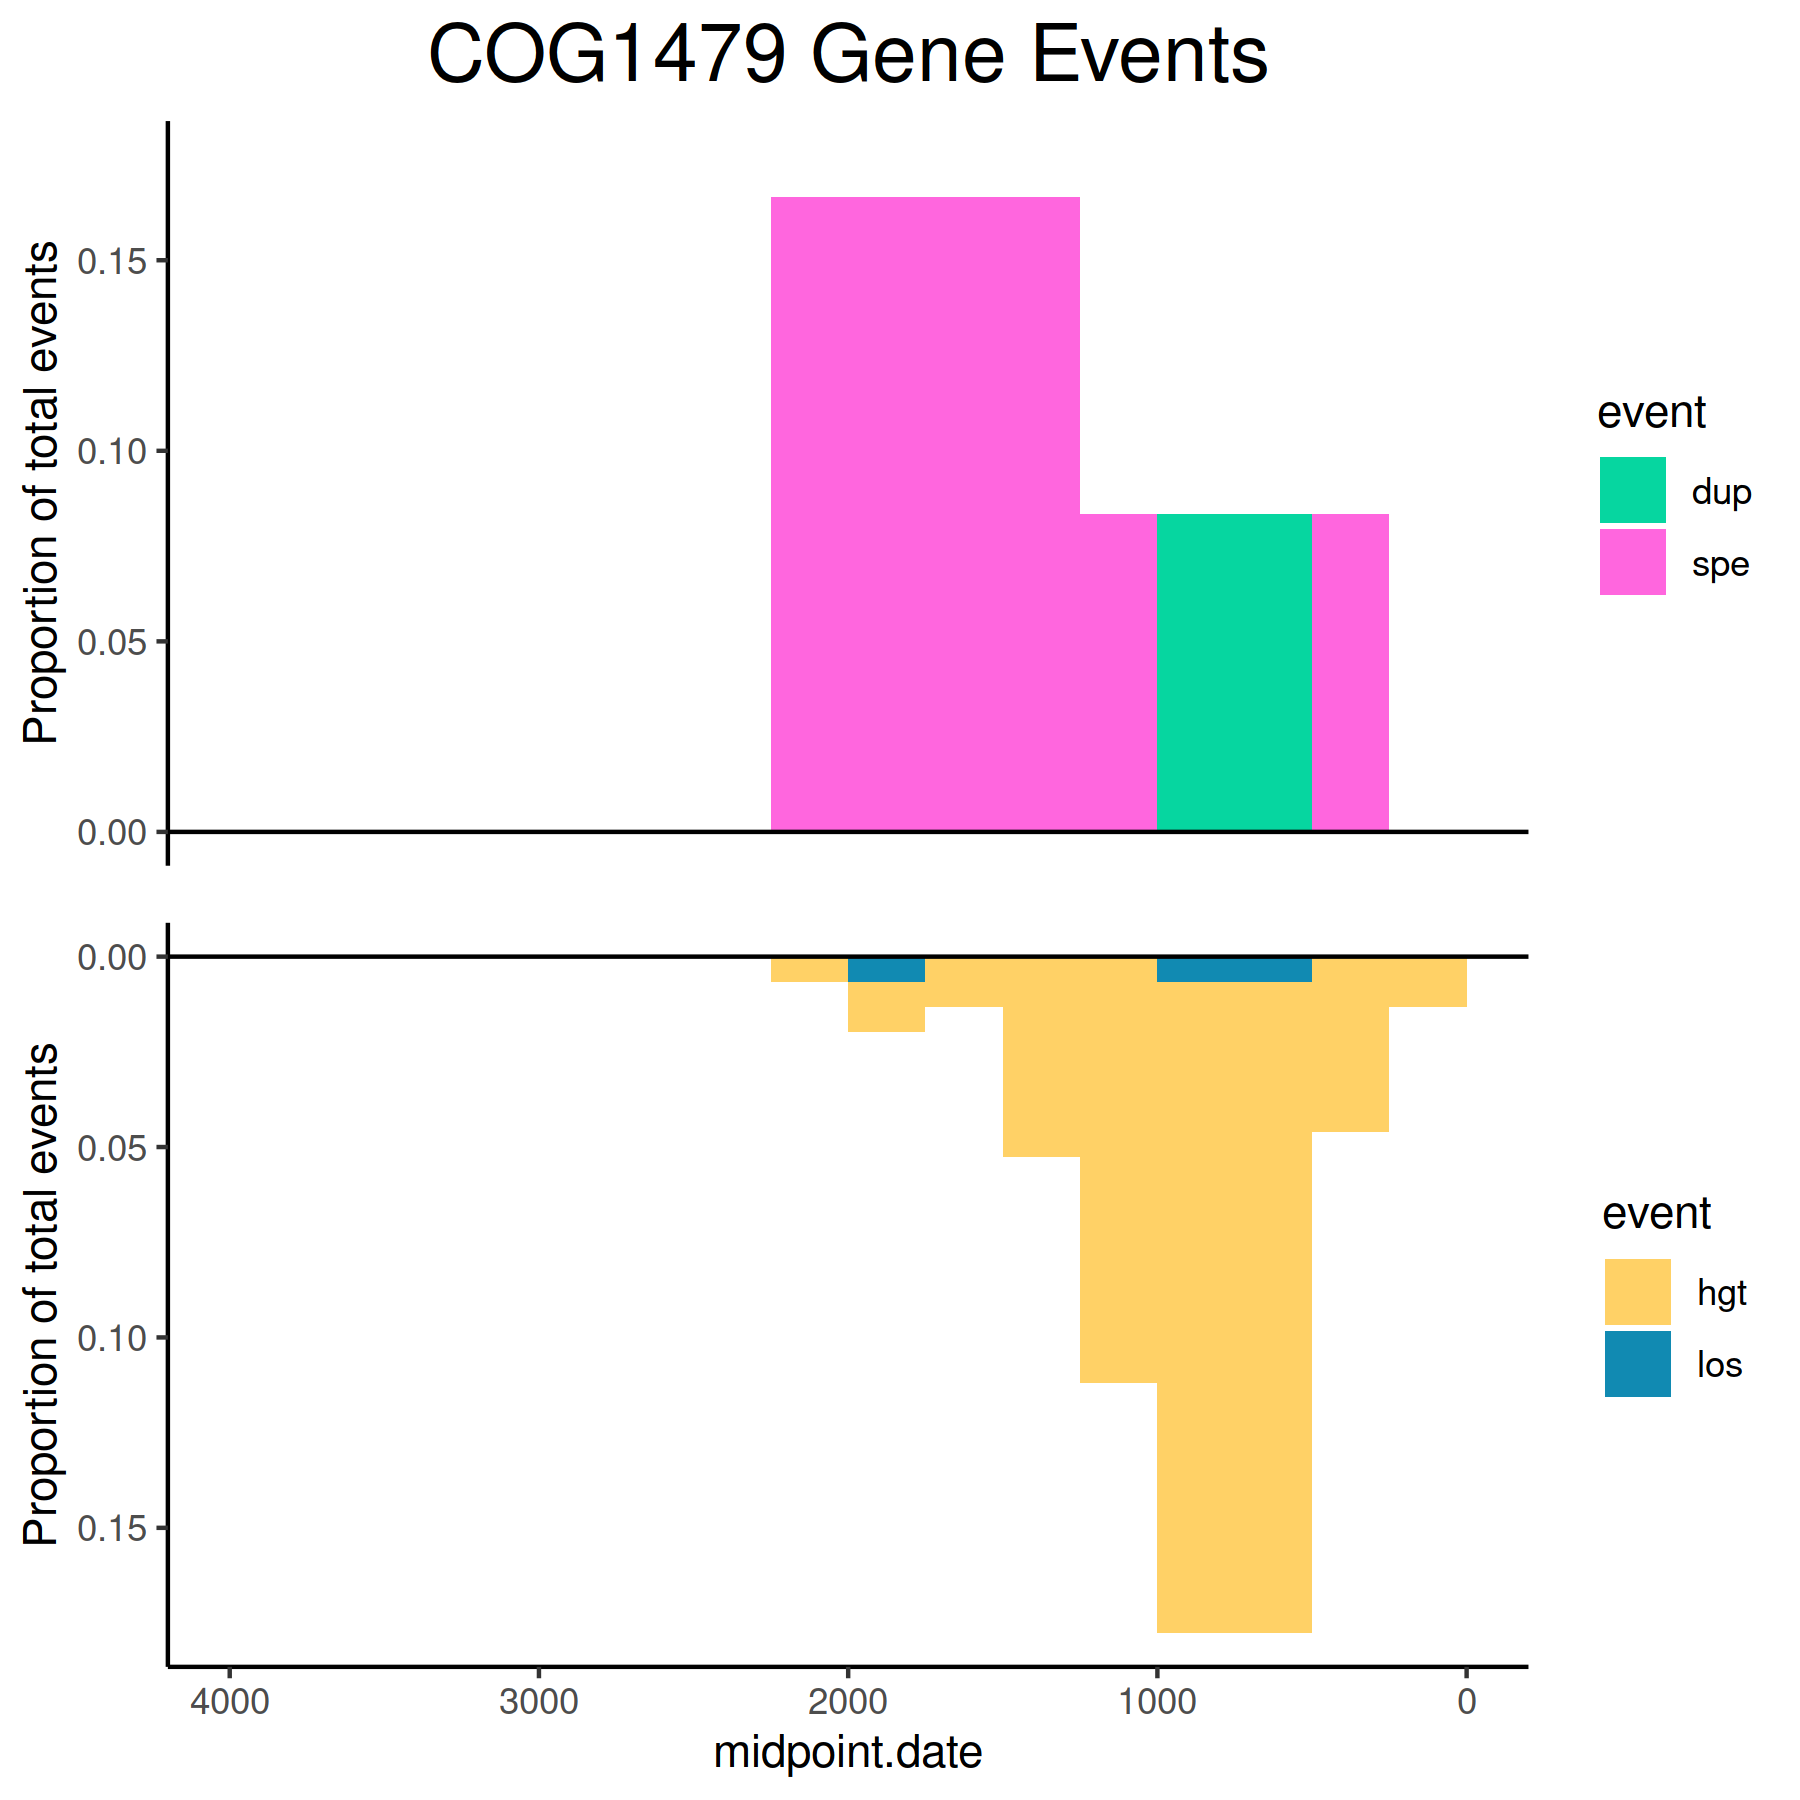 COG1479 Gene Events
Proportion of total events
0.15
0.10
0.05
0.00
event
dup
spe
Proportion of total events
0.00
0.05
0.10
0.15
event
hgt
los
4000
3000
2000
1000
0
midpoint.date